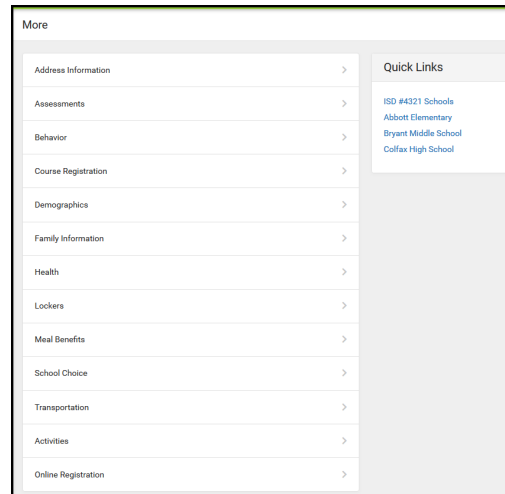 More
Address Information
Assessments
Behavior
Course Registration
Demographics
Family Information
Health
Lockers
Meal Benefits
School Choice
Transportation
Activities
Online Registration
Quick Links
ISD #4321 Schools
Abbott Elementary
Bryant Middle School
Colfax High School